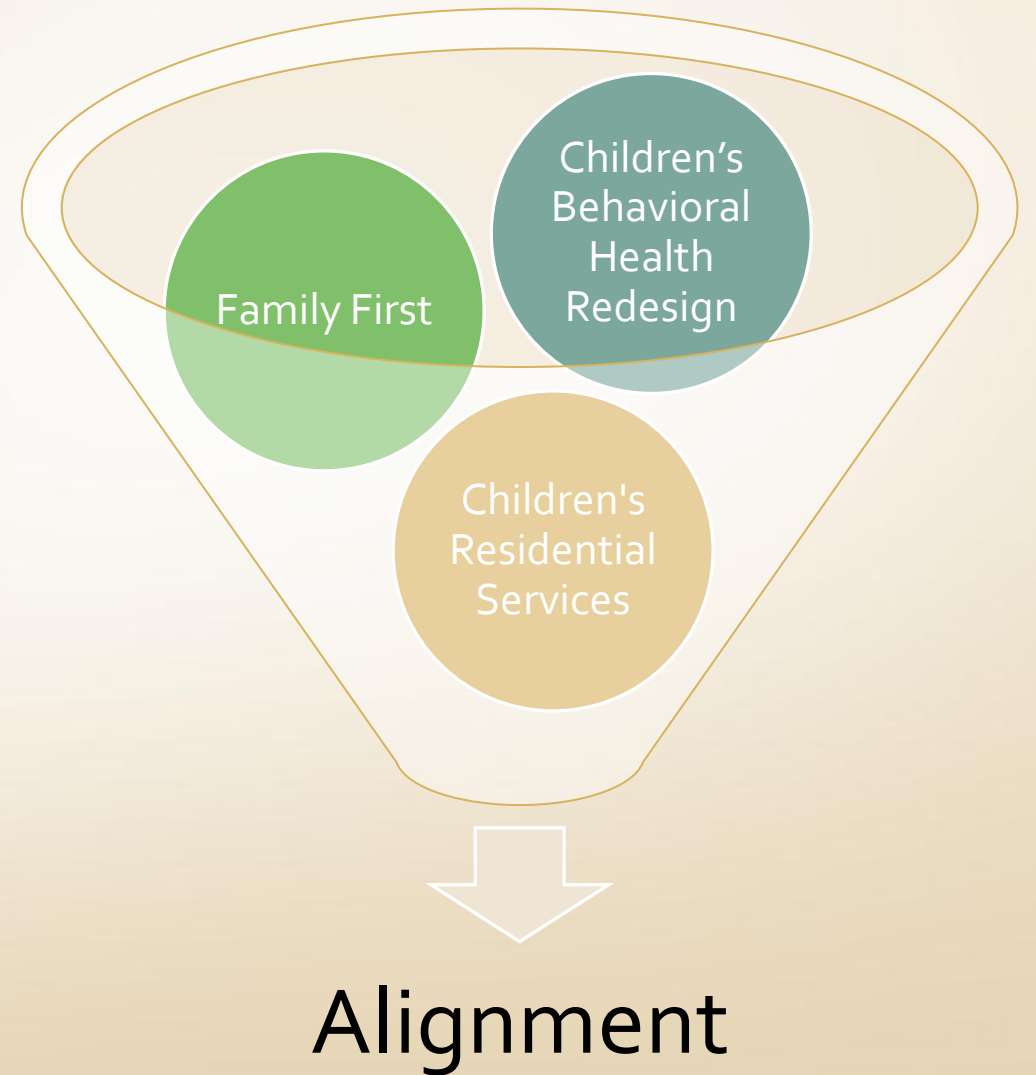 Children’s
Behavioral
Health
Redesign
Family First
Children's
Residential
Services
Alignment